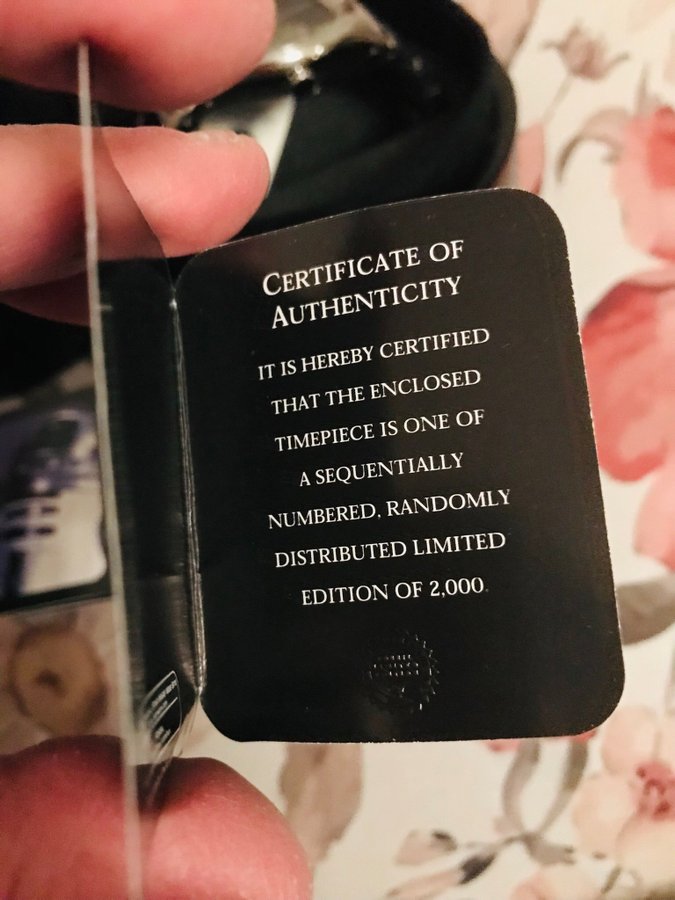 CERTIFICATE OF
AUTHENTICITY
IT IS HEREBY CERTIFIED
THAT THE ENCLOSED
TIMEPIECE IS ONE OF
A SEQUENTIALLY
NUMBERED, RANDOMLY
DISTRIBUTED LIMITED
EDITION OF 2,000